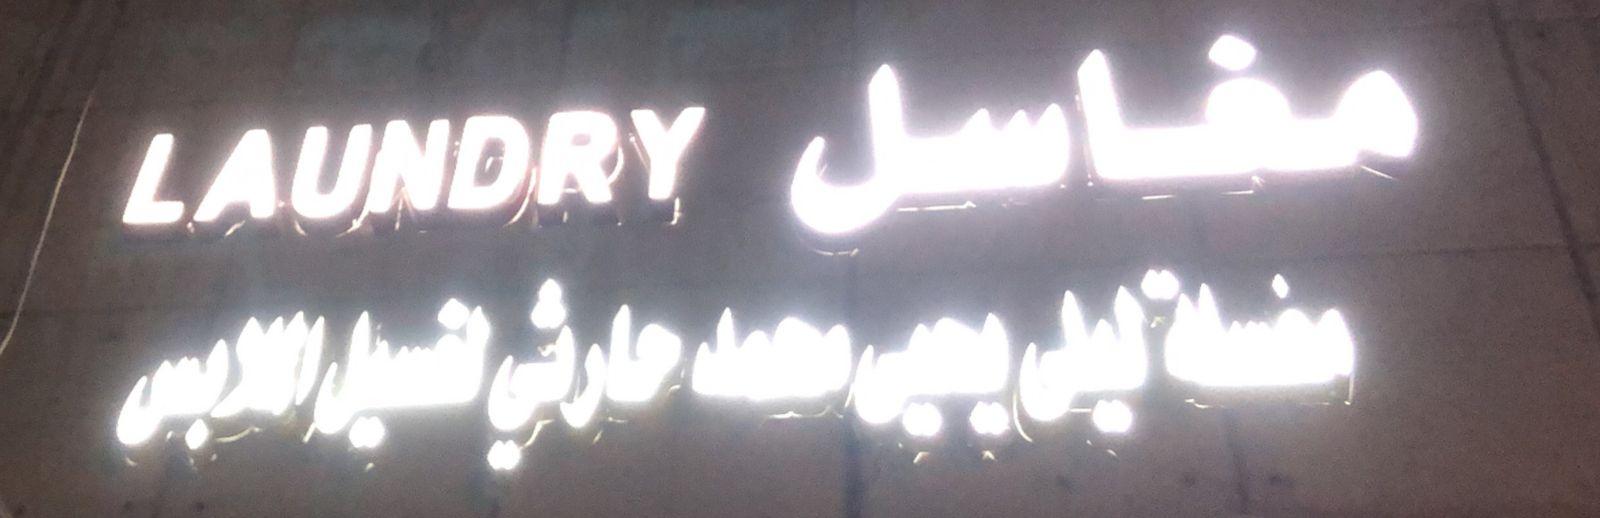 مغاسل LAUNDRY
مغسلة ليلى يحيى محمد حارثي لغسيل الملابس